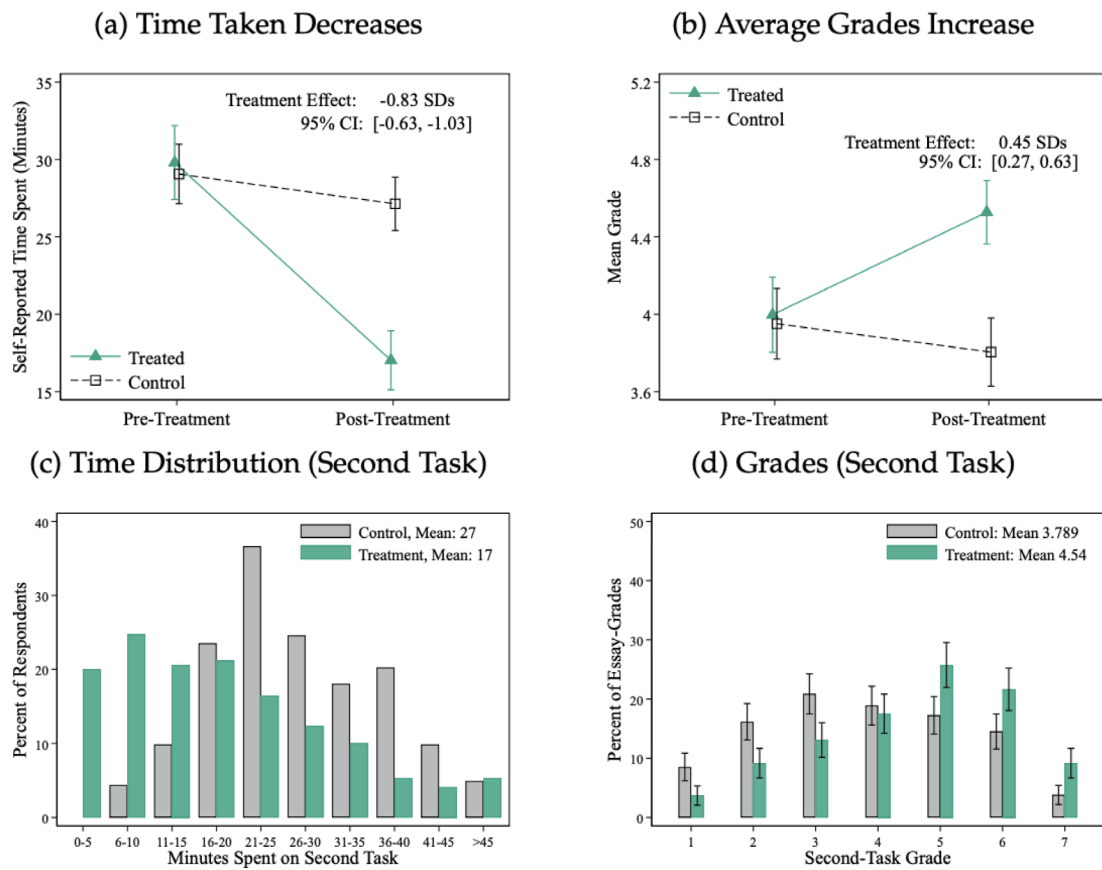 (a) Time Taken Decreases
35
30
25
20
15
Self-Reported Time Spent (Minutes)
Treatment Effect: -0.83 SDs
95% CI: [-0.63, -1.03]
Treated
Control
Pre-Treatment
Post-Treatment
(b) Average Grades Increase
5.2
4.8
4.4
4
3.6
Mean Grade
Treated
Control
Treatment Effect: 0.45 SDs
95% CI: [0.27, 0.63]
Pre-Treatment
Post-Treatment
(c) Time Distribution (Second Task)
40
30
20
10
0
Percent of Respondents
Control, Mean: 27
Treatment, Mean: 17
0-5 6-10 11-15 16-20 21-25 26-30 31-35 36-40 41-45 >45
Minutes Spent on Second Task
(d) Grades (Second Task)
50
40
30
20
10
0
Percent of Essay-Grades
Control: Mean 3.789
Treatment: Mean 4.54
1 2 3 4 5 6 7
Second-Task Grade